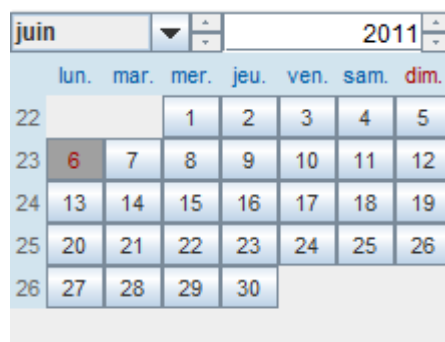 juin 2011
lun. mar. mer. jeu. ven. sam. dim.
22 1 2 3 4 5
23 6 7 8 9 10 11 12
24 13 14 15 16 17 18 19
25 20 21 22 23 24 25 26
26 27 28 29 30